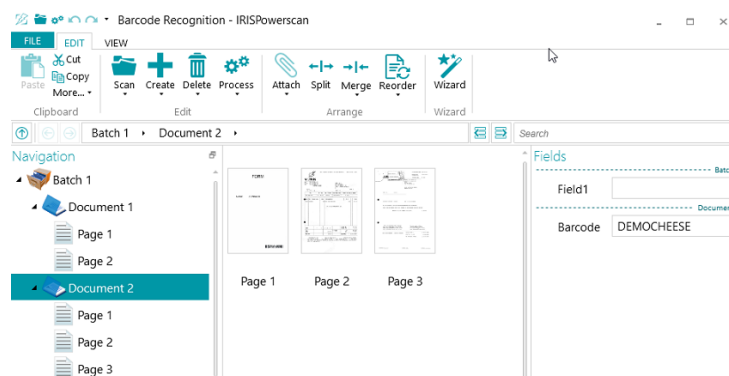 Barcode Recognition - IRISPowerscan
FILE EDIT VIEW
Paste
Cut
Copy
More...
Scan Create Delete Process Attach Split Merge Reorder Wizard
Clipboard Edit Arrange Wizard
Batch 1 Document 2 Search
Navigation
Batch 1
Document 1
Page 1
Page 2
Document 2
Page 1
Page 2
Page 3
Page 1 Page 2 Page 3
Fields
Batc
Field1
Documen
Barcode DEMOCHEESE